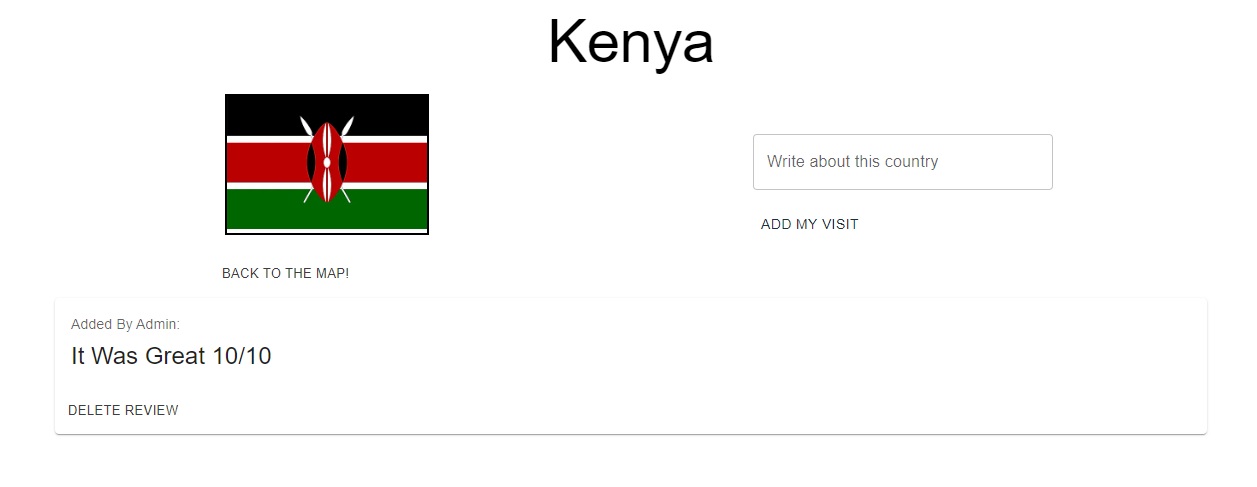 Kenya
Write about this country
ADD MY VISIT
BACK TO THE MAP!
Added By Admin:
It Was Great 10/10
DELETE REVIEW